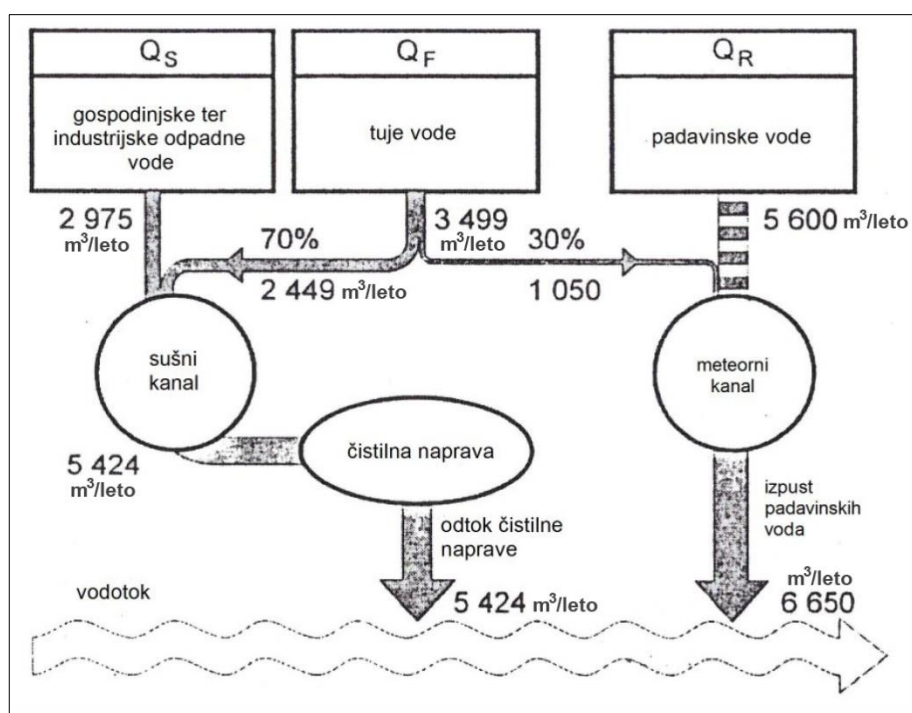 Q_S
gospodinjske ter
industrijske odpadne
vode
Q_F
tuje vode
Q_R
padavinske vode
2 975
m³/leto
70%
2 449 m³/leto
3 499
m³/leto
30%
1 050
5 600 m³/leto
sušni
kanal
meteorni
kanal
5 424
m³/leto
čistilna naprava
izpust
padavinskih
voda
odtok čistilne
naprave
vodotok
5 424 m³/leto
m³/leto
6 650